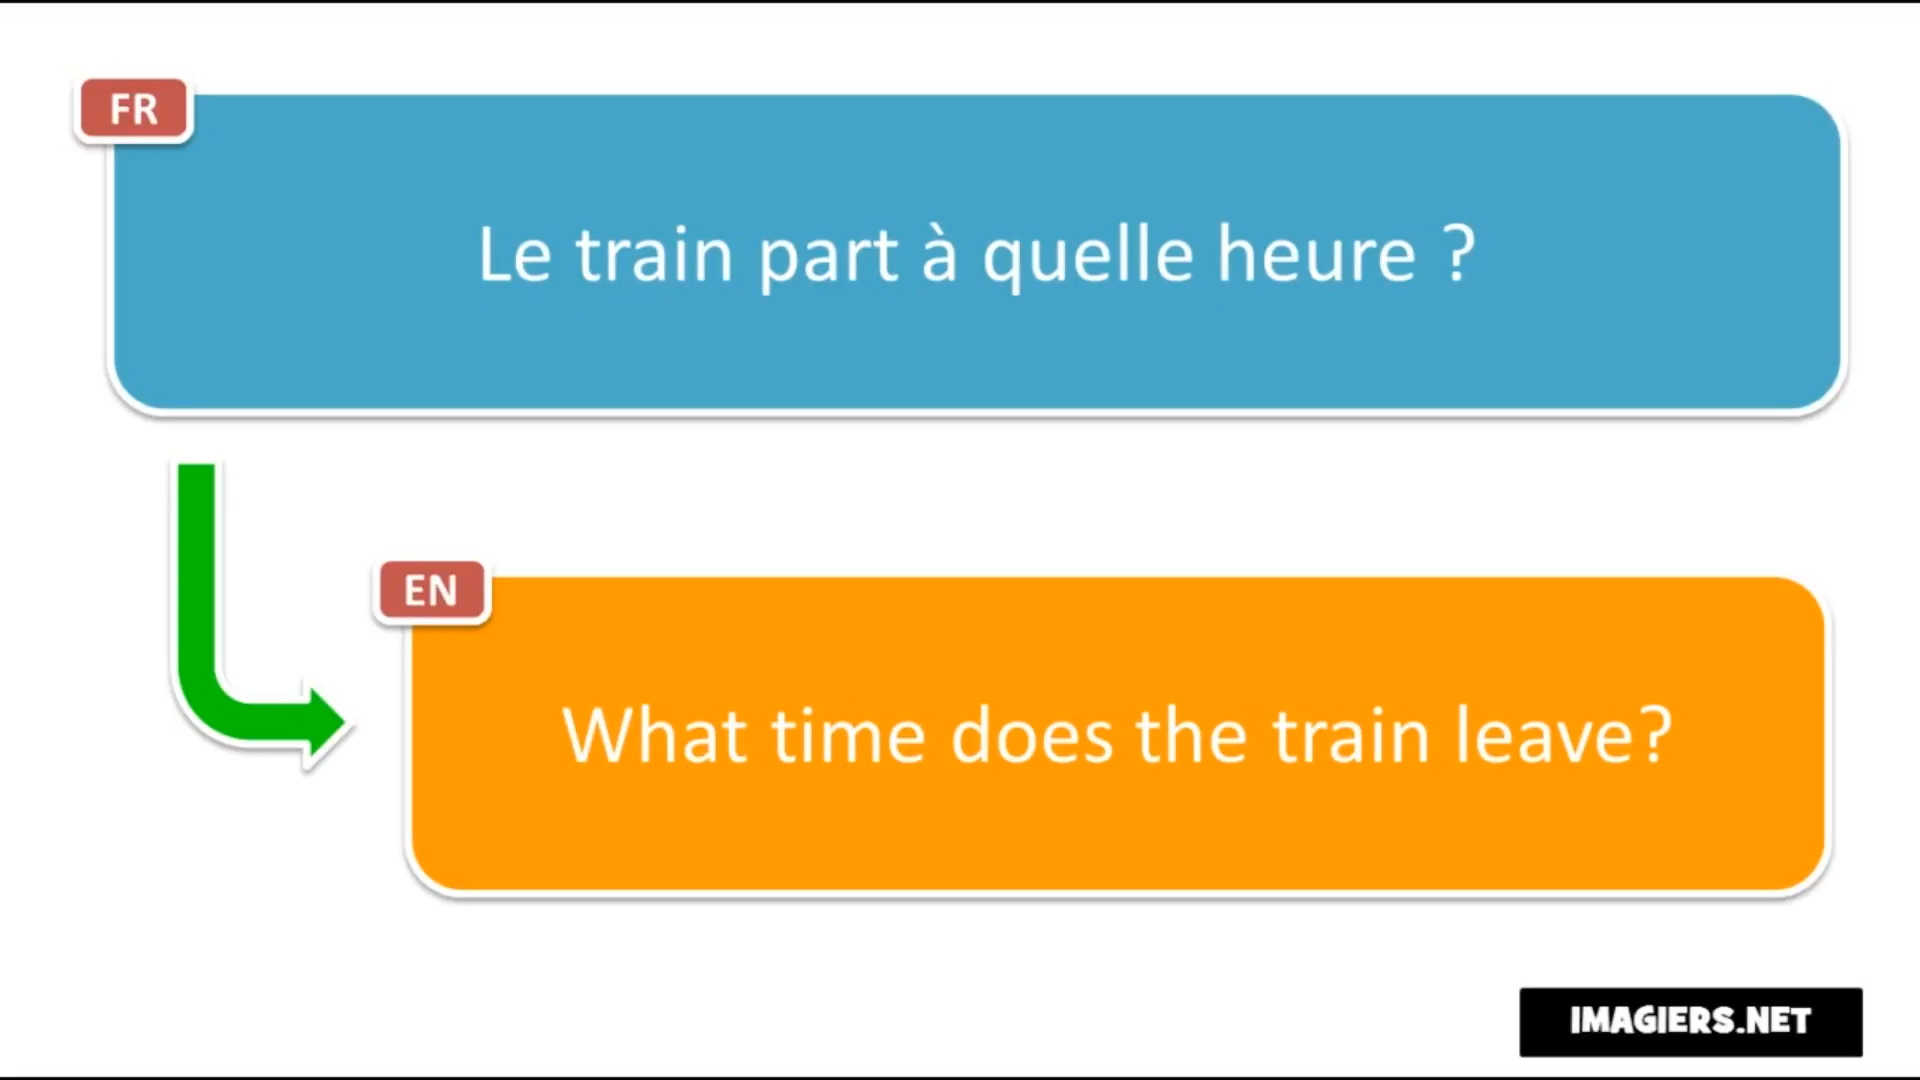 FR
Le train part à quelle heure ?
EN
What time does the train leave?
IMAGIERS.NET